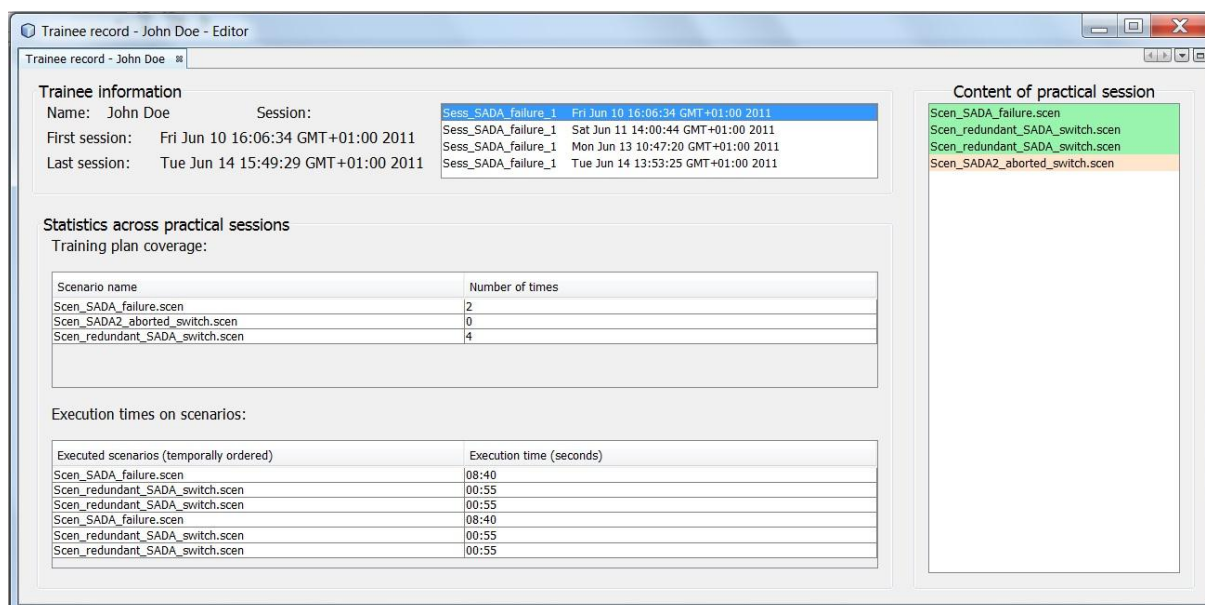 Trainee record - John Doe - Editor
Trainee record - John Doe
Trainee information
Name: John Doe Session:
First session: Fri Jun 10 16:06:34 GMT+01:00 2011
Last session: Tue Jun 14 15:49:29 GMT+01:00 2011
Sess_SADA_failure_1 Fri Jun 10 16:06:34 GMT+01:00 2011
Sess_SADA_failure_1 Sat Jun 11 14:00:44 GMT+01:00 2011
Sess_SADA_failure_1 Mon Jun 13 10:47:20 GMT+01:00 2011
Sess_SADA_failure_1 Tue Jun 14 13:53:25 GMT+01:00 2011
Statistics across practical sessions
Training plan coverage:
Scenario name Number of times
Scen_SADA_failure.scen 2
Scen_SADA2_aborted_switch.scen 0
Scen_redundant_SADA_switch.scen 4
Execution times on scenarios:
Executed scenarios (temporally ordered) Execution time (seconds)
Scen_SADA_failure.scen 08:40
Scen_redundant_SADA_switch.scen 00:55
Scen_redundant_SADA_switch.scen 00:55
Scen_SADA_failure.scen 08:40
Scen_redundant_SADA_switch.scen 00:55
Scen_redundant_SADA_switch.scen 00:55
Content of practical session
Scen_SADA_failure.scen
Scen_redundant_SADA_switch.scen
Scen_redundant_SADA_switch.scen
Scen_SADA2_aborted_switch.scen